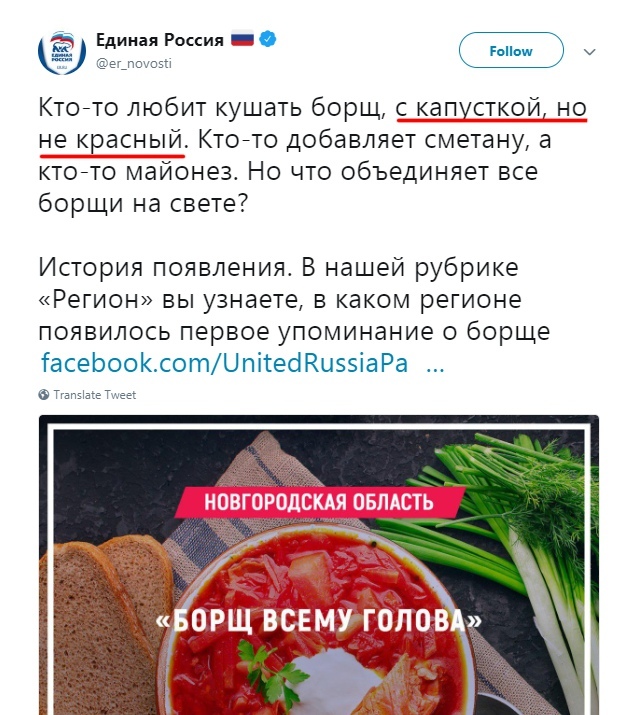 Единая Россия
@er_novosti
Follow
Кто-то любит кушать борщ, с капусткой, но
не красный. Кто-то добавляет сметану, а
кто-то майонез. Но что объединяет все
борщи на свете?
История появления. В нашей рубрике
«Регион» вы узнаете, в каком регионе
появилось первое упоминание о борще
facebook.com/UnitedRussiaPa ...
Translate Tweet
НОВГОРОДСКАЯ ОБЛАСТЬ
«БОРЩ ВСЕМУ ГОЛОВА»